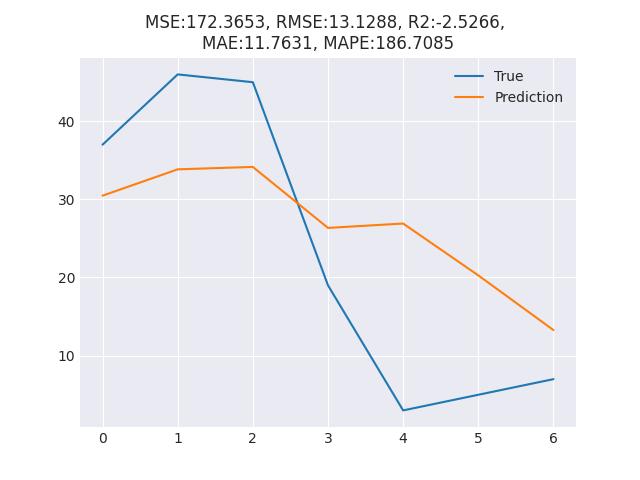 MSE:172.3653, RMSE:13.1288, R2:-2.5266,
MAE:11.7631, MAPE:186.7085
True
Prediction
40
30
20
10
0 1 2 3 4 5 6